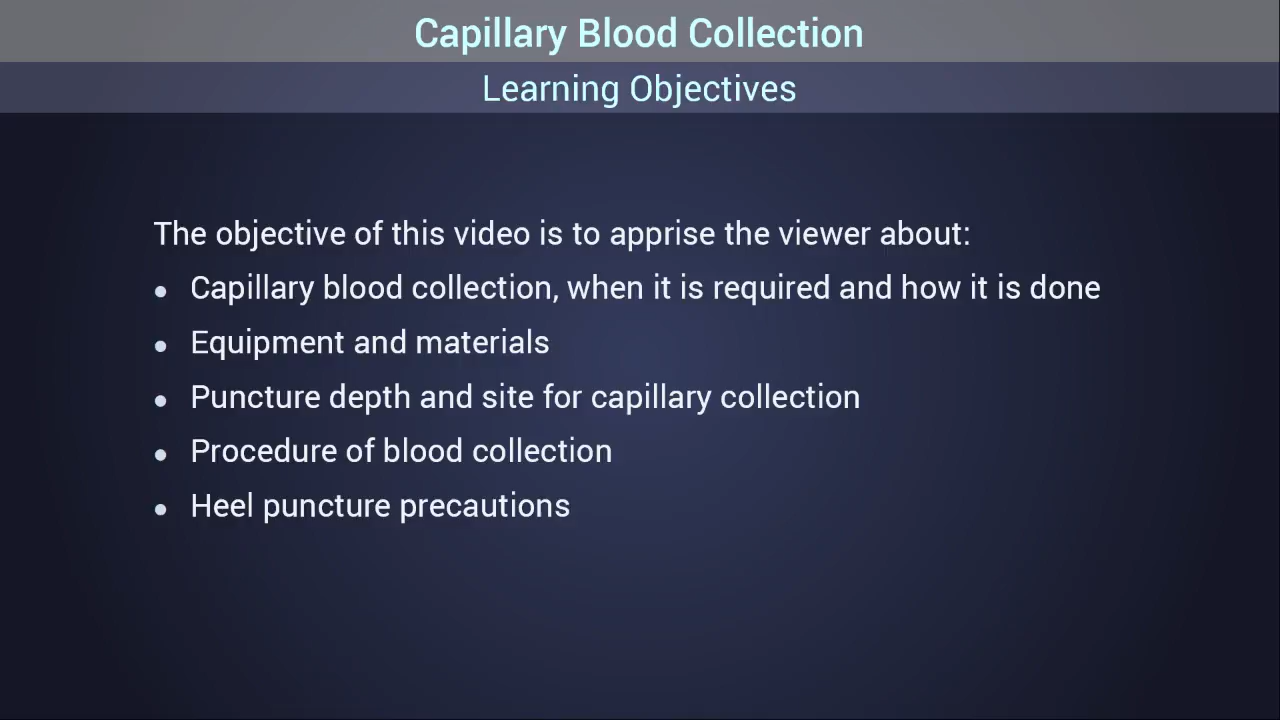 Capillary Blood Collection
Learning Objectives
The objective of this video is to apprise the viewer about:
• Capillary blood collection, when it is required and how it is done
• Equipment and materials
• Puncture depth and site for capillary collection
• Procedure of blood collection
• Heel puncture precautions